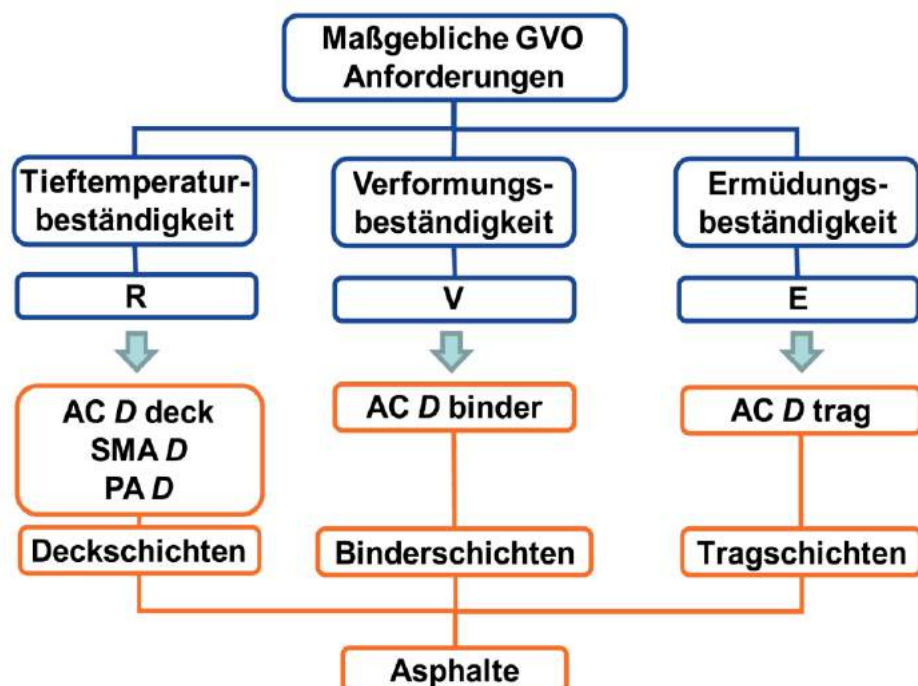 Maßgebliche GVO
Anforderungen
Tieftemperatur-
beständigkeit
Verformungs-
beständigkeit
Ermüdungs-
beständigkeit
R
V
E
AC D deck
SMA D
PA D
AC D binder
AC D trag
Deckschichten
Binderschichten
Tragschichten
Asphalte